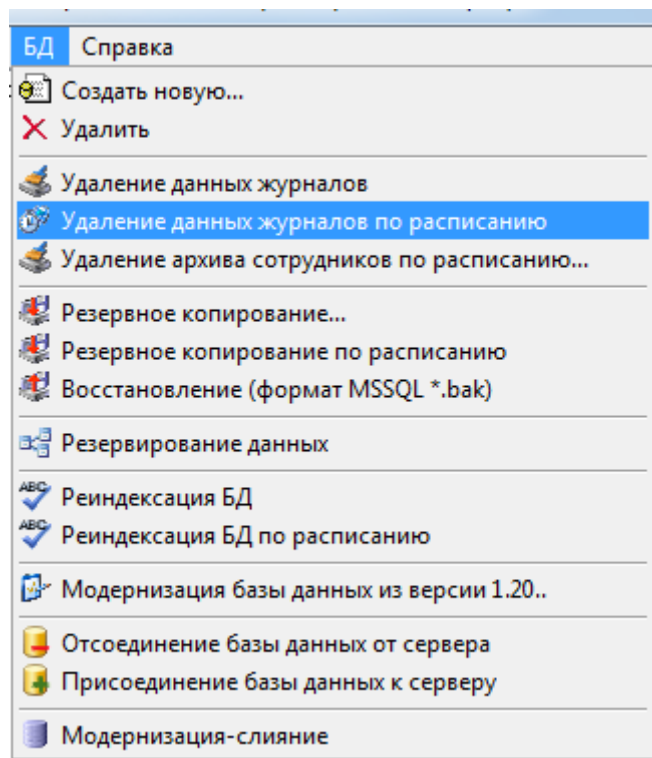 БД Справка
Создать новую...
Удалить
Удаление данных журналов
Удаление данных журналов по расписанию
Удаление архива сотрудников по расписанию...
Резервное копирование...
Резервное копирование по расписанию
Восстановление (формат MSSQL *.bak)
Резервирование данных
Реиндексация БД
Реиндексация БД по расписанию
Модернизация базы данных из версии 1.20..
Отсоединение базы данных от сервера
Присоединение базы данных к серверу
Модернизация-слияние